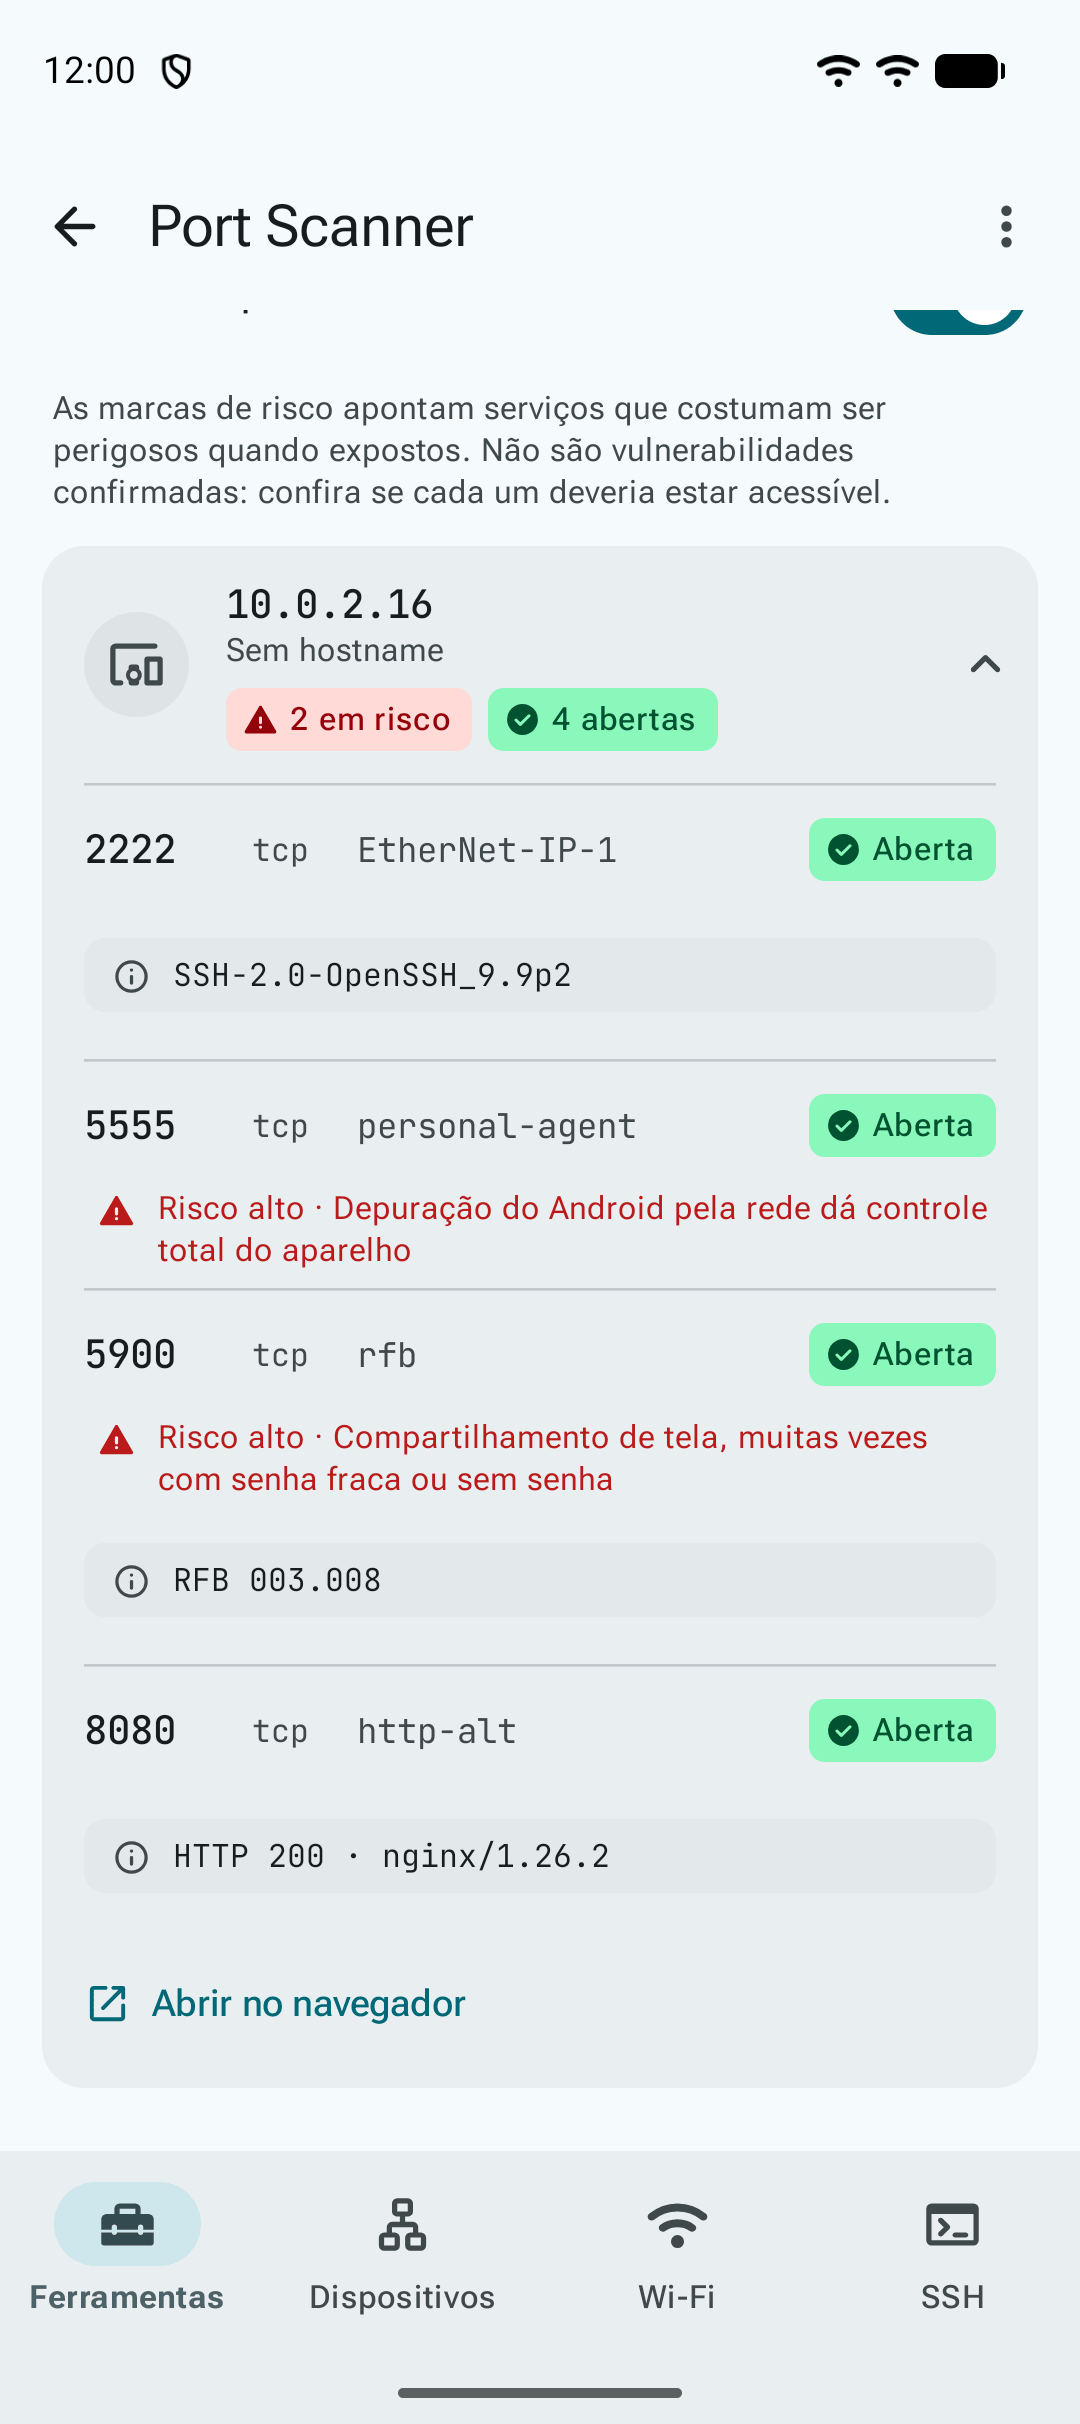 12:00
Port Scanner
As marcas de risco apontam serviços que costumam ser
perigosos quando expostos. Não são vulnerabilidades
confirmadas: confira se cada um deveria estar acessível.
10.0.2.16
Sem hostname
2 em risco
4 abertas
2222 tcp EtherNet-IP-1 Aberta
SSH-2.0-OpenSSH_9.9p2
5555 tcp personal-agent Aberta
Risco alto · Depuração do Android pela rede dá controle
total do aparelho
5900 tcp rfb Aberta
Risco alto · Compartilhamento de tela, muitas vezes
com senha fraca ou sem senha
RFB 003.008
8080 tcp http-alt Aberta
HTTP 200 · nginx/1.26.2
Abrir no navegador
Ferramentas
Dispositivos
Wi-Fi
SSH